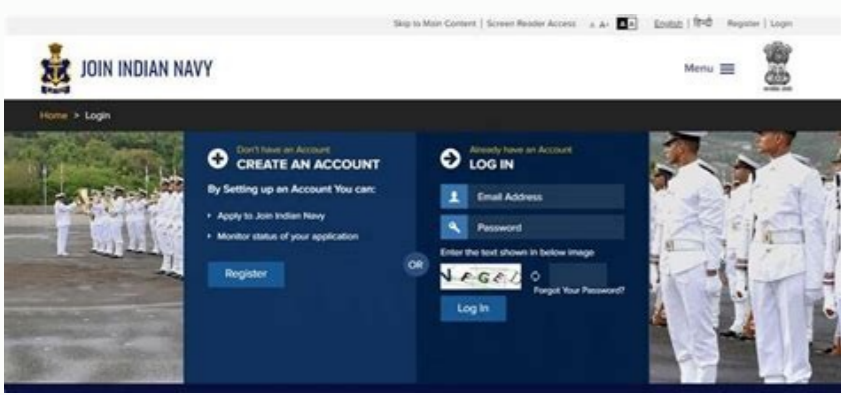 Skip to Main Content | Screen Reader Access A A+ A A English | हिन्दी Register | Login
JOIN INDIAN NAVY
Menu
Home > Login
Don't have an Account
CREATE AN ACCOUNT
By Setting up an Account You can:
Apply to Join Indian Navy
Monitor status of your application
Register
OR
Already have an Account
LOG IN
Email Address
Password
Enter the text shown in below image
Forgot Your Password?
Log In